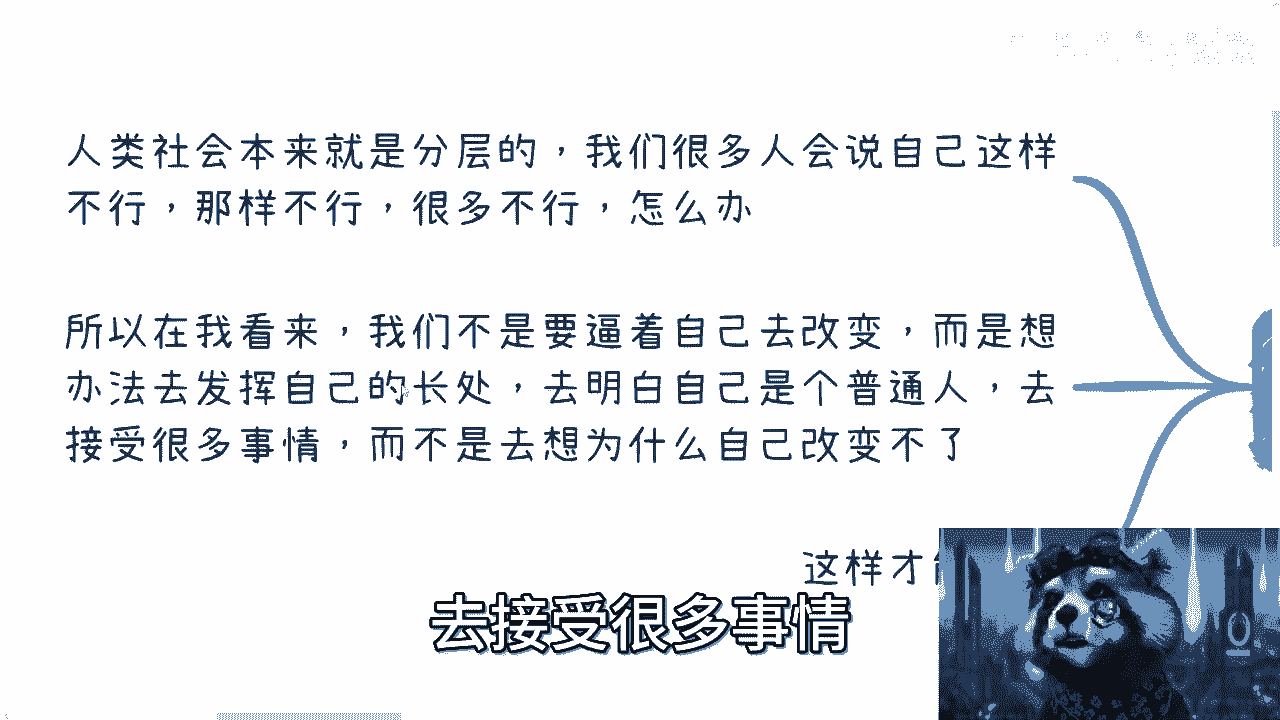 人类社会本来就是分层的，我们很多人会说自己这样
不行，那样不行，很多不行，怎么办
所以在我看来，我们不是要逼着自己去改变，而是想
办法去发挥自己的长处，去明白自己是个普通人，去
接受很多事情，而不是去想为什么自己改变不了
这样才
去接受很多事情